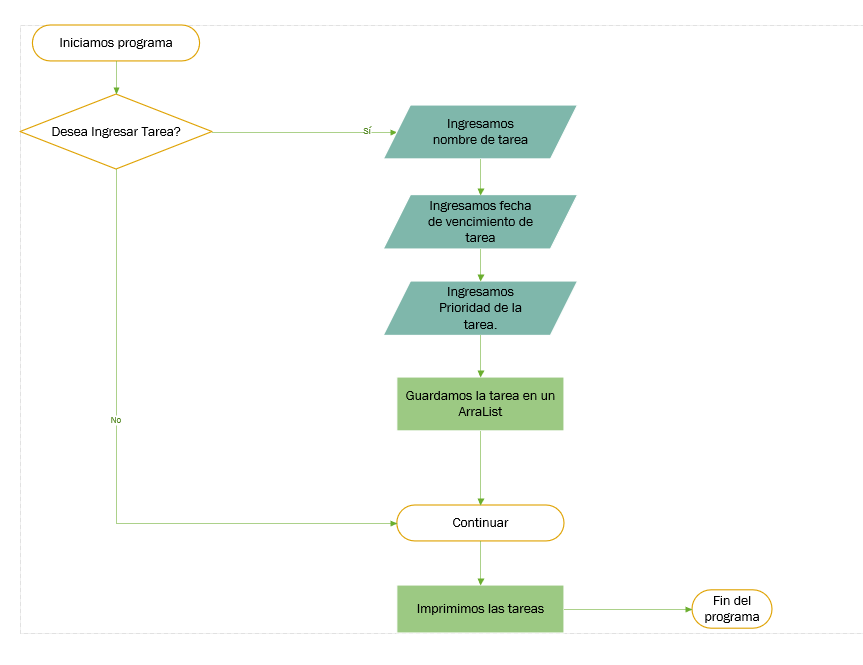 Iniciamos programa
Desea Ingresar Tarea?
sí
Ingresamos
nombre de tarea
Ingresamos fecha
de vencimiento de
tarea
Ingresamos
Prioridad de la
tarea.
Guardamos la tarea en un
ArraList
No
Continuar
Imprimimos las tareas
Fin del
programa